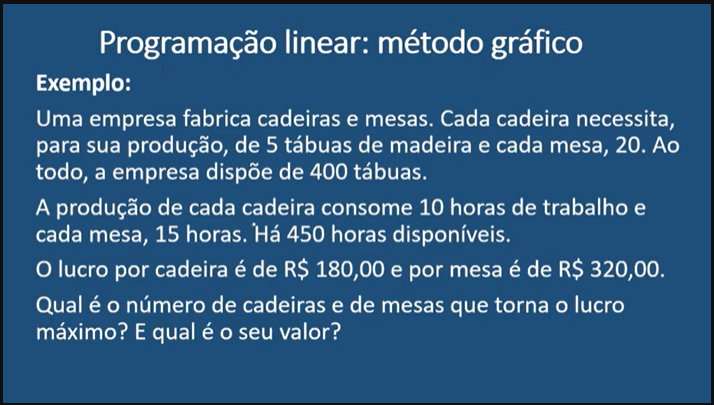 Programação linear: método gráfico
Exemplo:
Uma empresa fabrica cadeiras e mesas. Cada cadeira necessita,
para sua produção, de 5 tábuas de madeira e cada mesa, 20. Ao
todo, a empresa dispõe de 400 tábuas.
A produção de cada cadeira consome 10 horas de trabalho e
cada mesa, 15 horas. Há 450 horas disponíveis.
O lucro por cadeira é de R$ 180,00 e por mesa é de R$ 320,00.
Qual é o número de cadeiras e de mesas que torna o lucro
máximo? E qual é o seu valor?